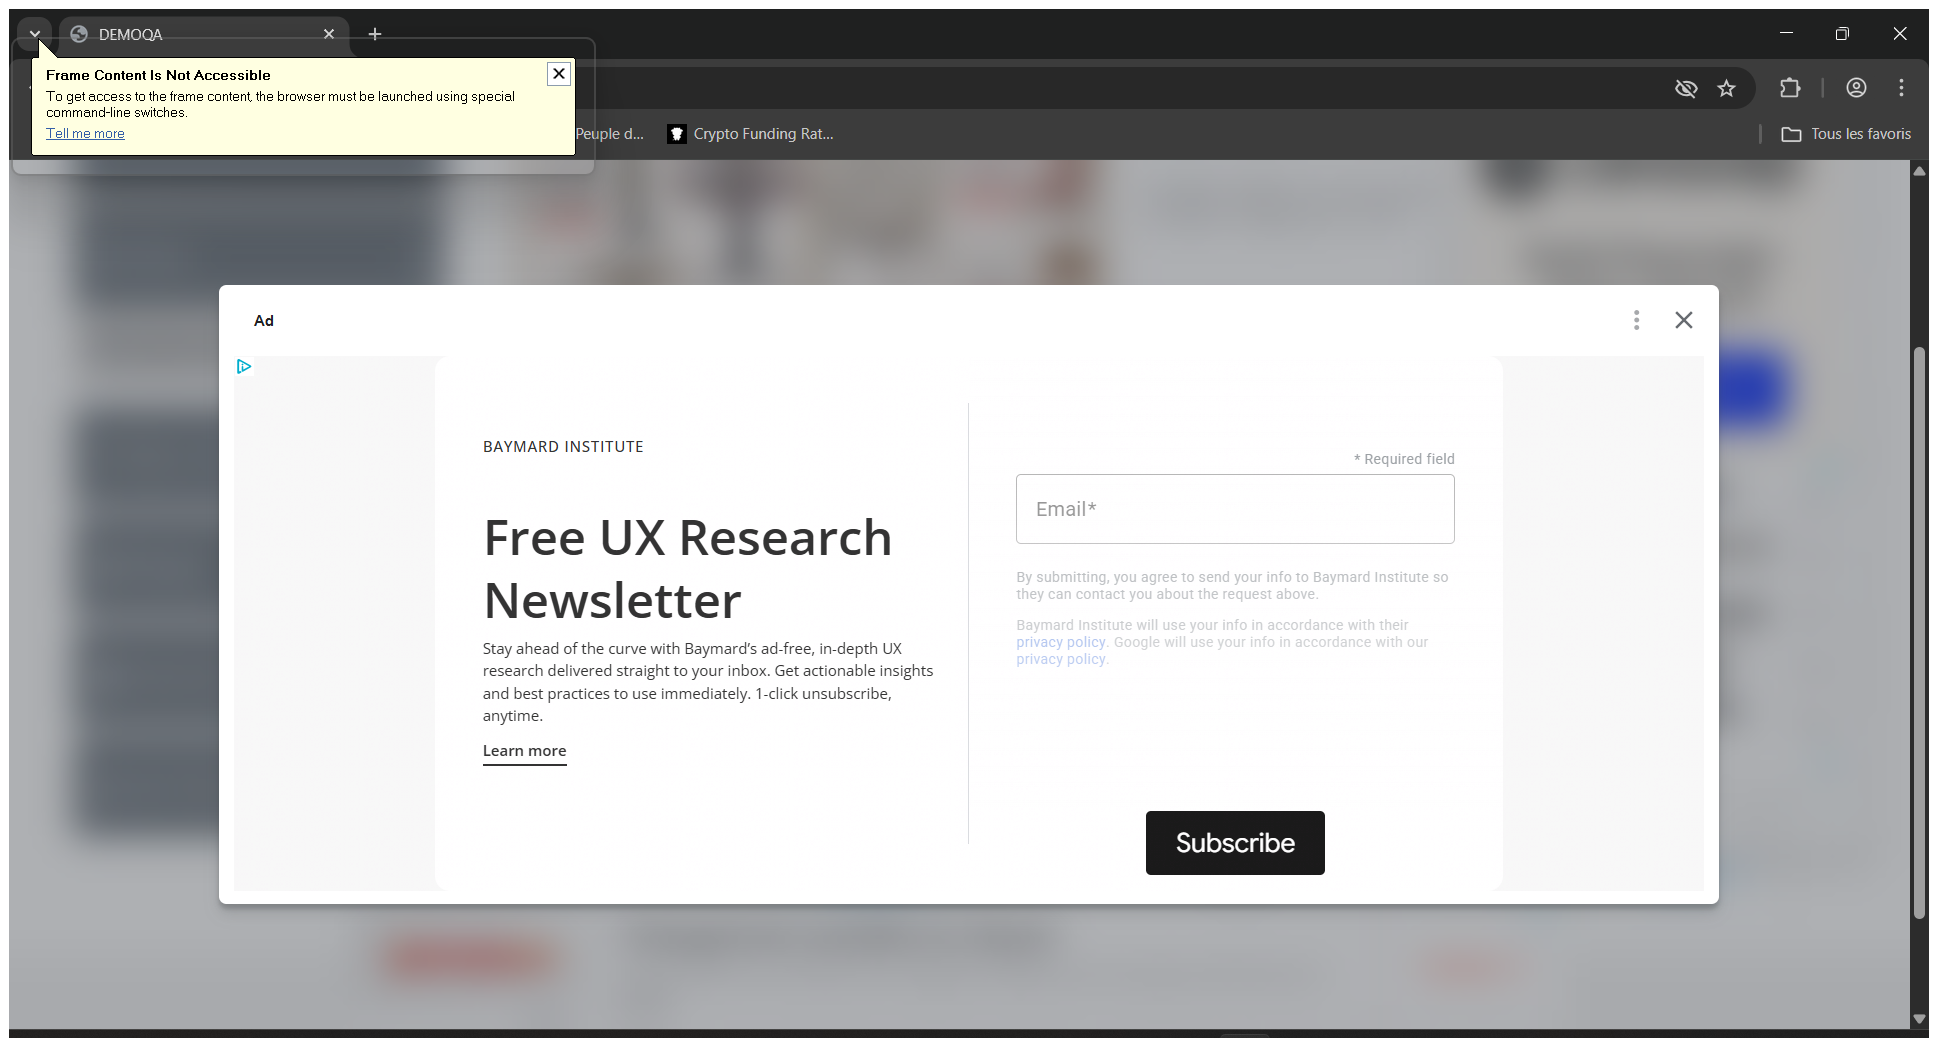 DEMOQA
Frame Content Is Not Accessible
To get access to the frame content, the browser must be launched using special
command-line switches.
Tell me more
Peuple d...
Crypto Funding Rat...
Tous les favoris
Ad
BAYMARD INSTITUTE
Free UX Research
Newsletter
Stay ahead of the curve with Baymard's ad-free, in-depth UX
research delivered straight to your inbox. Get actionable insights
and best practices to use immediately. 1-click unsubscribe,
anytime.
Learn more
* Required field
Email*
By submitting, you agree to send your info to Baymard Institute so
they can contact you about the request above.
Baymard Institute will use your info in accordance with their
privacy policy. Google will use your info in accordance with our
privacy policy.
Subscribe